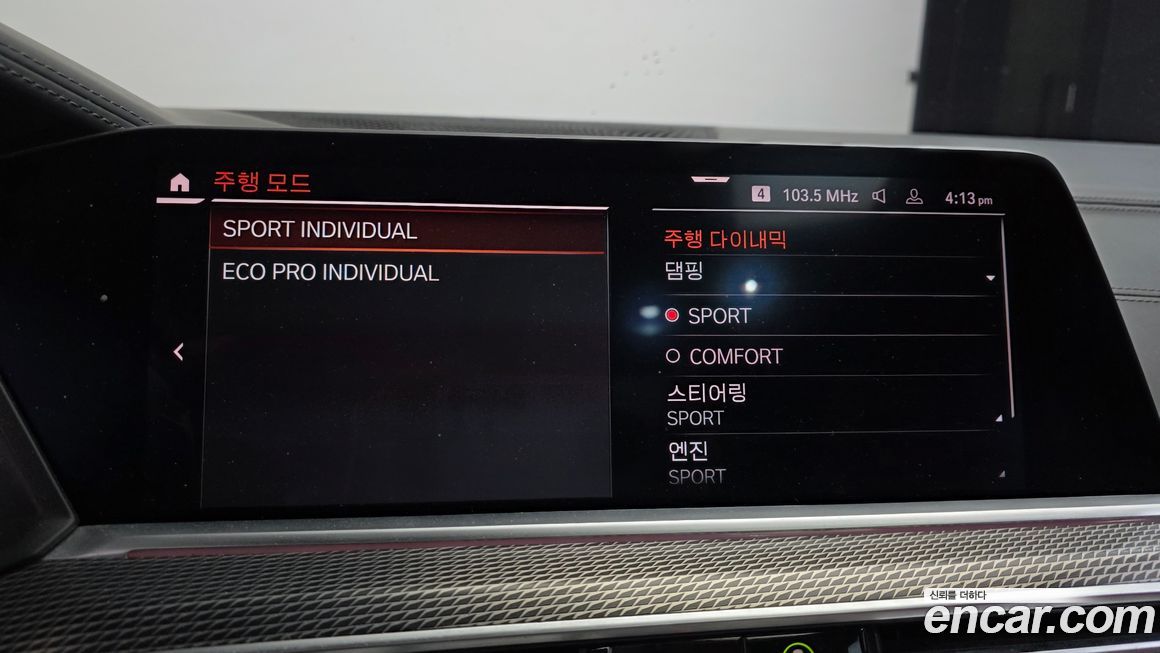 주행 모드
4 103.5 MHz 4:13 pm
SPORT INDIVIDUAL
ECO PRO INDIVIDUAL
주행 다이내믹
댐핑
SPORT
COMFORT
스티어링
SPORT
엔진
SPORT
신뢰를 더하다
encar.com